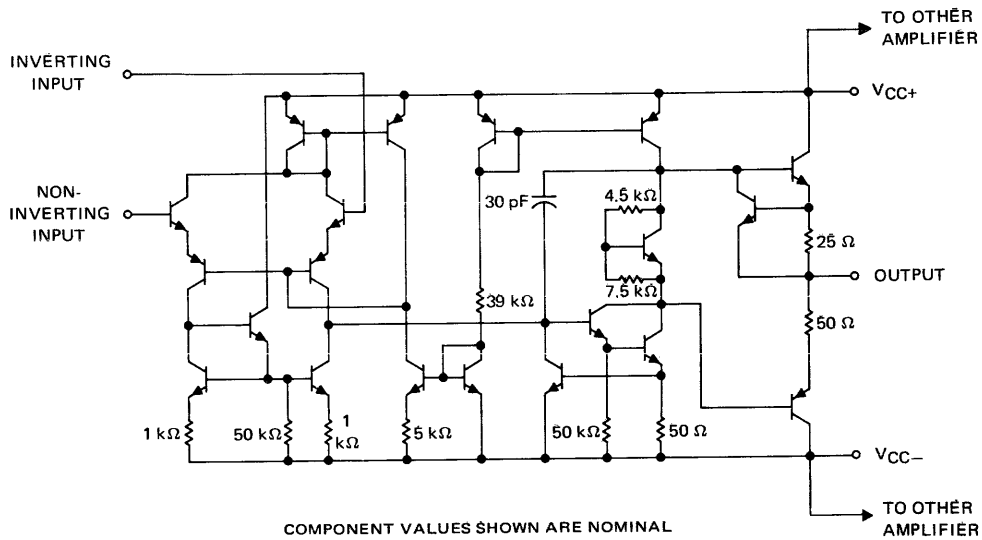 TO OTHER
AMPLIFIER
INVERTING
INPUT
VCC+
NON-
INVERTING
INPUT
30 pF
4.5 kΩ
25 Ω
OUTPUT
7.5 kΩ
39 kΩ
50 Ω
1 kΩ
50 kΩ
1
kΩ
5 kΩ
50 kΩ
50 Ω
VCC–
TO OTHER
AMPLIFIER
COMPONENT VALUES SHOWN ARE NOMINAL